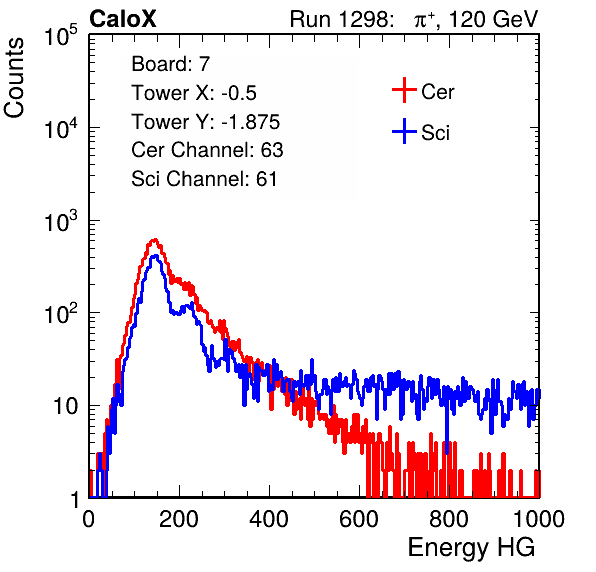 CaloX Run 1298: π⁺, 120 GeV
Counts
10⁵
10⁴
10³
10²
10
1
Board: 7
Tower X: -0.5
Tower Y: -1.875
Cer Channel: 63
Sci Channel: 61
Cer
Sci
0 200 400 600 800 1000
Energy HG